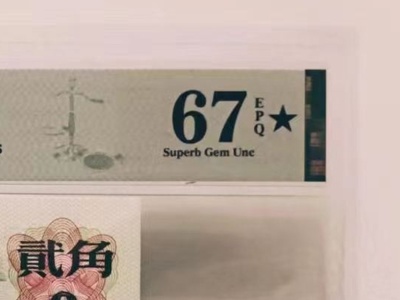 67
EPQ
★
Superb Gem Unc
貳角